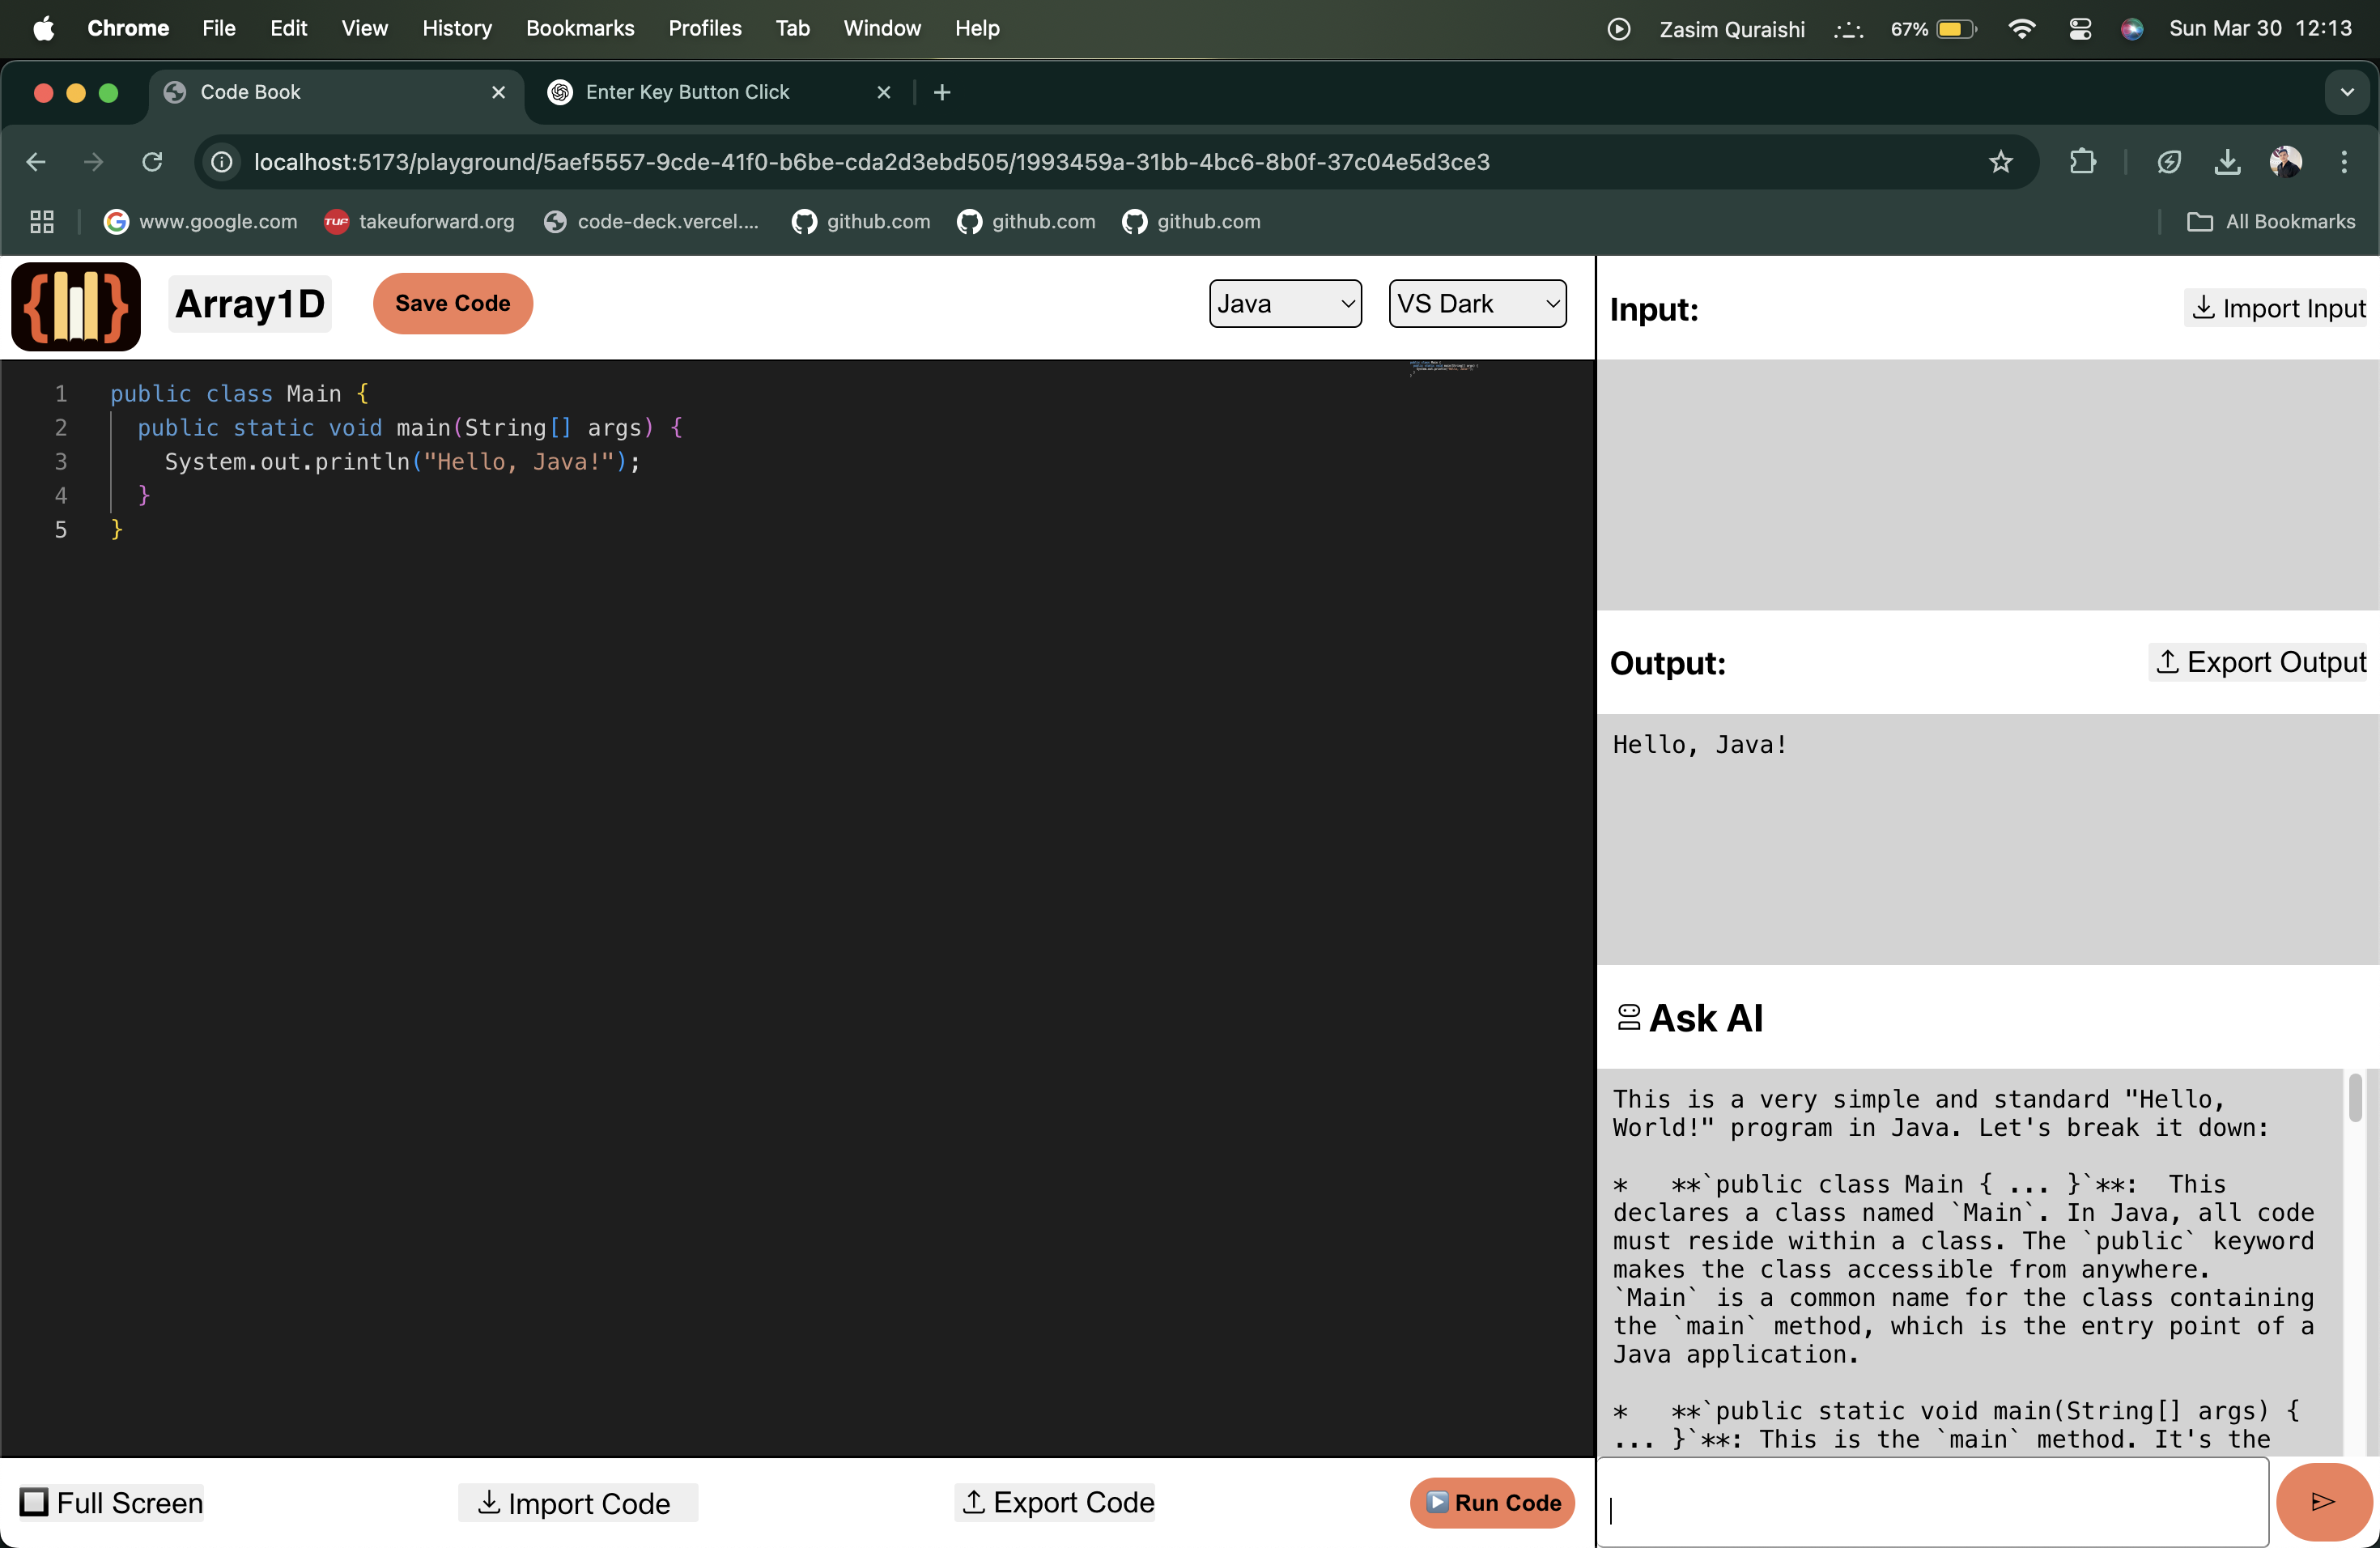 Chrome File Edit View History Bookmarks Profiles Tab Window Help Zasim Quraishi 67% Sun Mar 30 12:13
Code Book Enter Key Button Click
localhost:5173/playground/5aef5557-9cde-41f0-b6be-cda2d3ebd505/1993459a-31bb-4bc6-8b0f-37c04e5d3ce3
www.google.com TUF takeuforward.org code-deck.vercel.... github.com github.com github.com All Bookmarks
Array1D Save Code Java VS Dark
1 public class Main {
2   public static void main(String[] args) {
3     System.out.println("Hello, Java!");
4   }
5 }
Full Screen Import Code Export Code Run Code
Input: Import Input
Output: Export Output
Hello, Java!
Ask AI
This is a very simple and standard "Hello,
World!" program in Java. Let's break it down:
*   **`public class Main { ... }`**:  This
declares a class named `Main`. In Java, all code
must reside within a class. The `public` keyword
makes the class accessible from anywhere.
`Main` is a common name for the class containing
the `main` method, which is the entry point of a
Java application.
*   **`public static void main(String[] args) {
... }`**: This is the `main` method. It's the